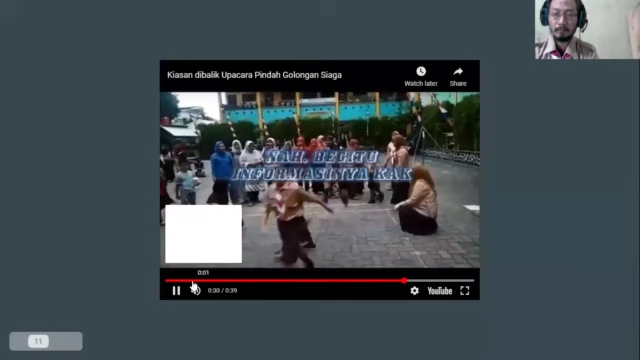 Kiasan dibalik Upacara Pindah Golongan Siaga
Watch later
Share
NAH, BEGITU
INFORMASINYA KAK
0:01
0:30 / 0:39
YouTube
11